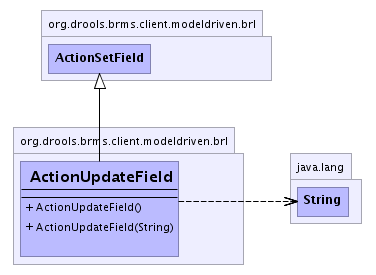 org.drools.brms.client.modeldriven.brl
ActionSetField
org.drools.brms.client.modeldriven.brl
ActionUpdateField
+ ActionUpdateField()
+ ActionUpdateField(String)
java.lang
String